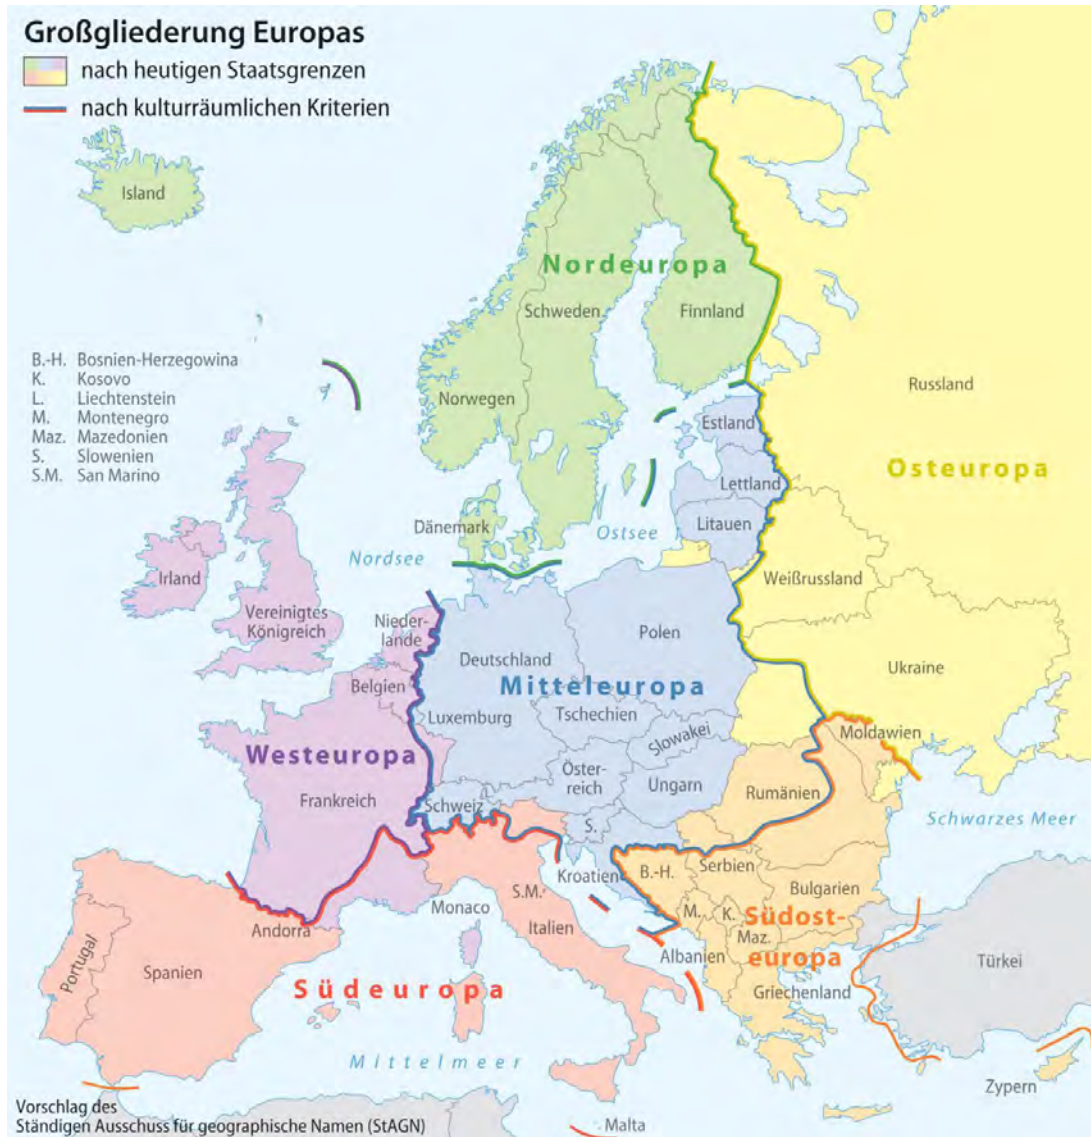 Großgliederung Europas
nach heutigen Staatsgrenzen
nach kulturräumlichen Kriterien
Island
Nordeuropa
Schweden
Finnland
B.-H. Bosnien-Herzegowina
K. Kosovo
L. Liechtenstein
M. Montenegro
Maz. Mazedonien
S. Slowenien
S.M. San Marino
Norwegen
Russland
Estland
Osteuropa
Lettland
Dänemark
Ostsee
Litauen
Nordsee
Irland
Weißrussland
Vereinigtes
Königreich
Nieder-
lande
Polen
Deutschland
Ukraine
Belgien
Mitteleuropa
Luxemburg
Tschechien
Slowakei
Moldawien
Westeuropa
Öster-
reich
Ungarn
Frankreich
Schweiz
Rumänien
Schwarzes Meer
S.
Kroatien
B.-H.
Serbien
S.M.
Bulgarien
Monaco
M.
K.
Südost-
europa
Andorra
Italien
Maz.
Albanien
Portugal
Spanien
Türkei
Südeuropa
Griechenland
Mittelmeer
Zypern
Vorschlag des
Ständigen Ausschuss für geographische Namen (StAGN)
Malta